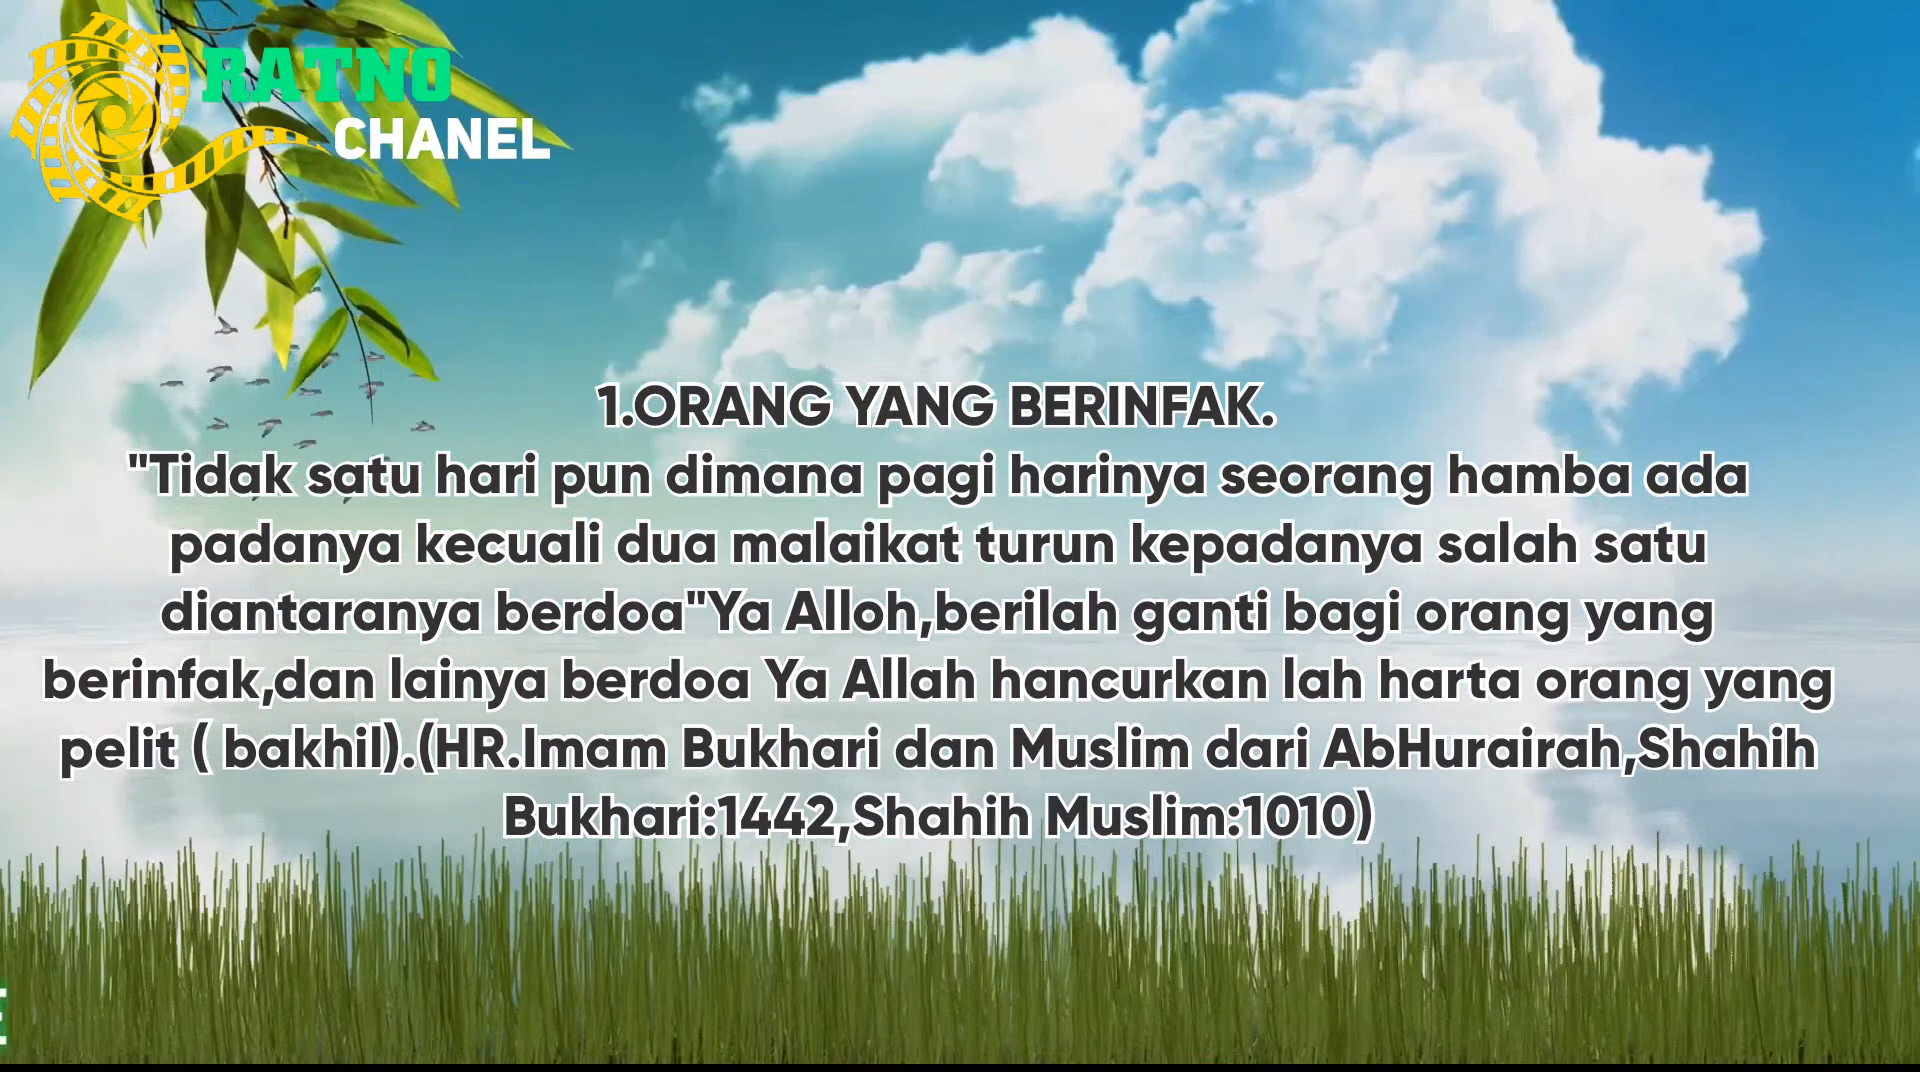 RATNO
CHANEL
1.ORANG YANG BERINFAK.
"Tidak satu hari pun dimana pagi harinya seorang hamba ada
padanya kecuali dua malaikat turun kepadanya salah satu
diantaranya berdoa"Ya Alloh,berilah ganti bagi orang yang
berinfak,dan lainya berdoa Ya Allah hancurkan lah harta orang yang
pelit ( bakhil).(HR.Imam Bukhari dan Muslim dari AbHurairah,Shahih
Bukhari:1442,Shahih Muslim:1010)